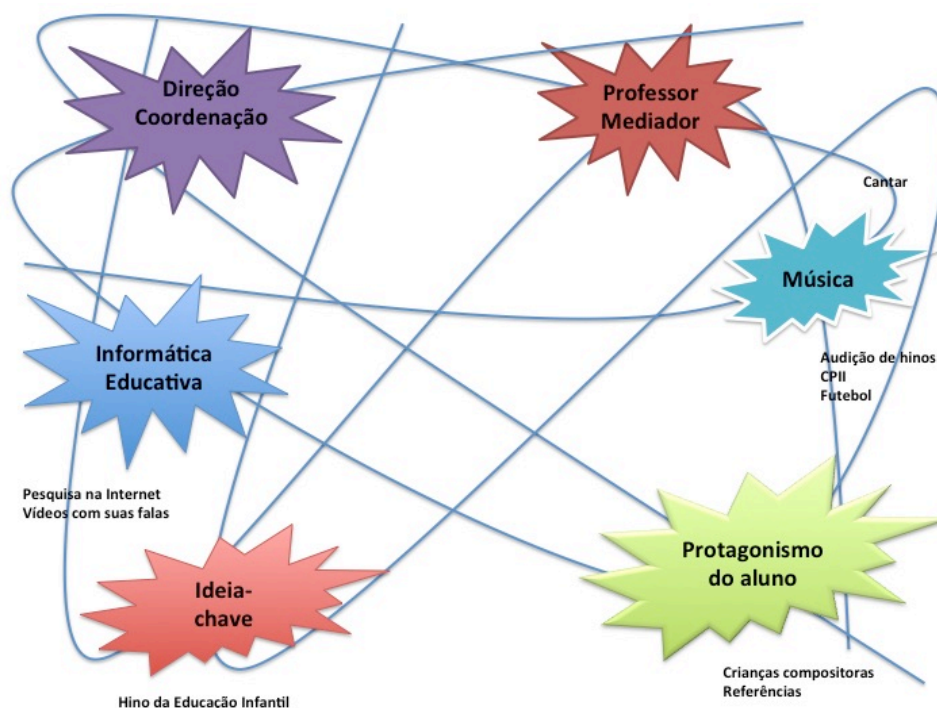 Direção
Coordenação
Professor
Mediador
Cantar
Música
Informática
Educativa
Audição de hinos
CPII
Futebol
Pesquisa na Internet
Vídeos com suas falas
Protagonismo
do aluno
Ideia-
chave
Crianças compositoras
Referências
Hino da Educação Infantil